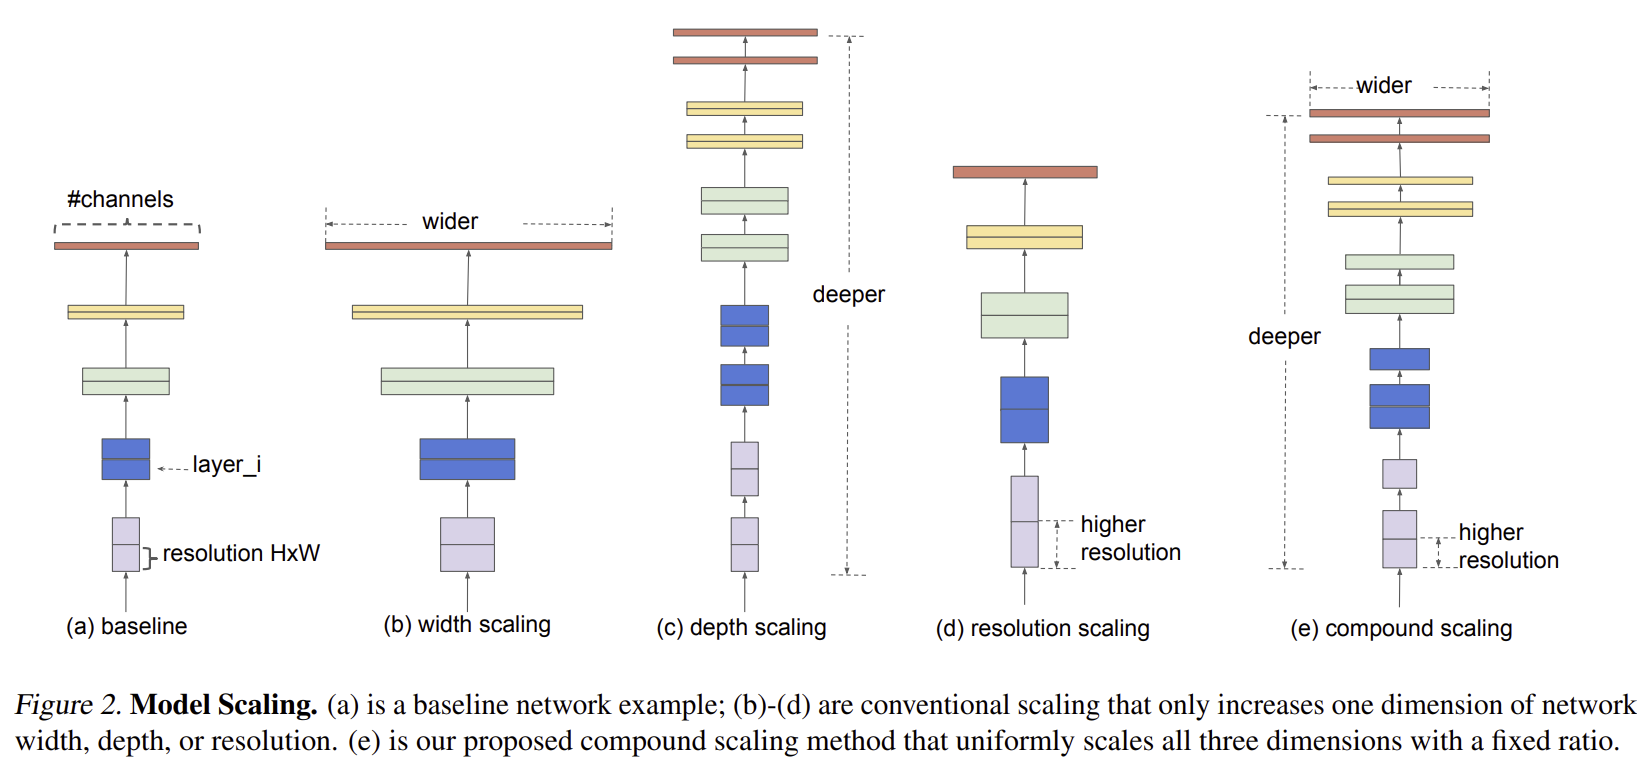 #channels
layer_i
resolution HxW
(a) baseline
wider
(b) width scaling
deeper
(c) depth scaling
higher
resolution
(d) resolution scaling
wider
deeper
higher
resolution
(e) compound scaling
Figure 2. Model Scaling. (a) is a baseline network example; (b)-(d) are conventional scaling that only increases one dimension of network
width, depth, or resolution. (e) is our proposed compound scaling method that uniformly scales all three dimensions with a fixed ratio.